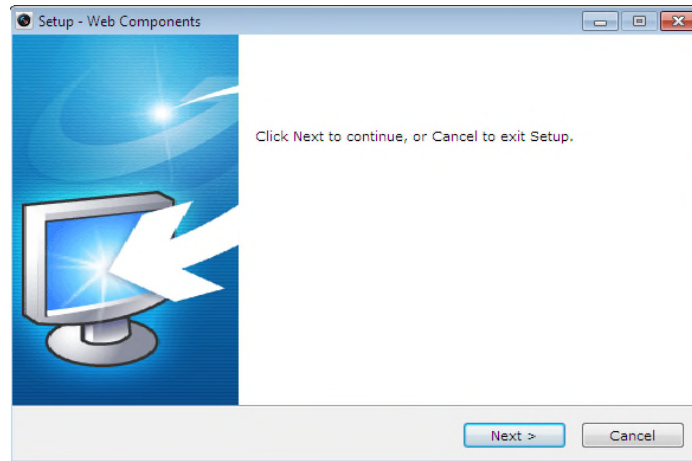 Setup - Web Components
Click Next to continue, or Cancel to exit Setup.
Next >
Cancel